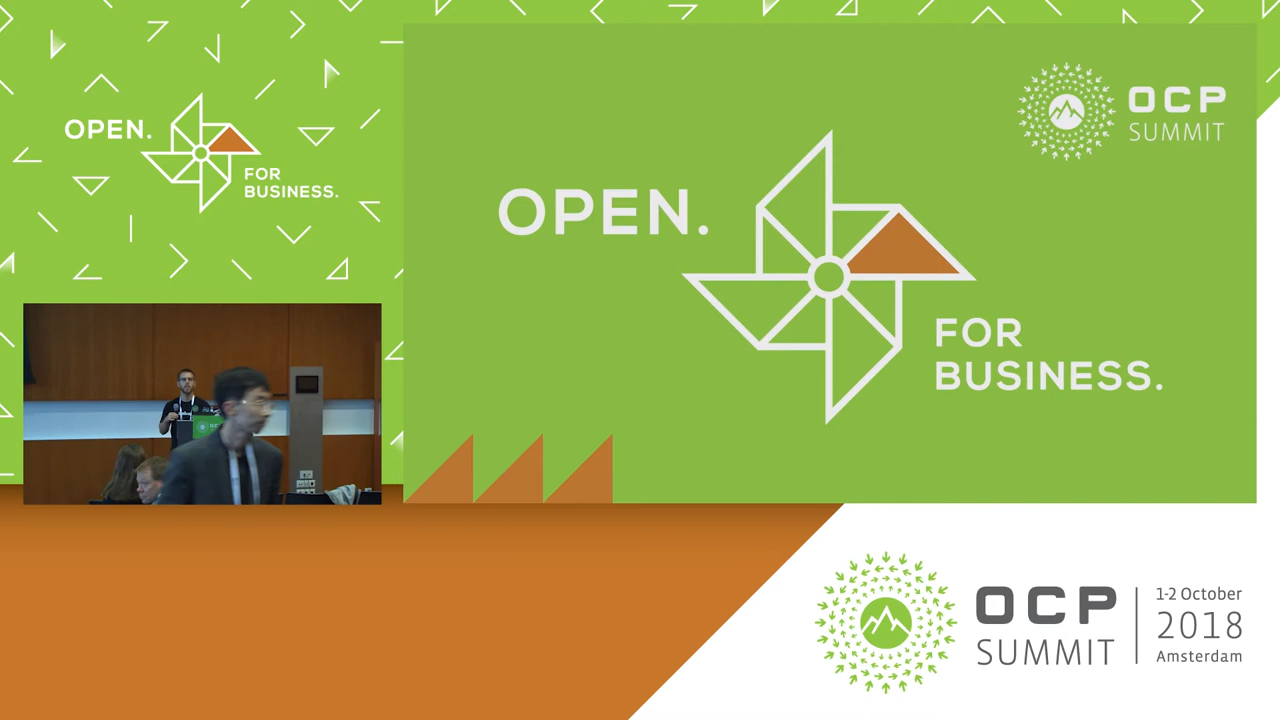 OPEN.
FOR
BUSINESS.
OPEN.
FOR
BUSINESS.
OCP
SUMMIT
OCP
SUMMIT
1-2 October
2018
Amsterdam